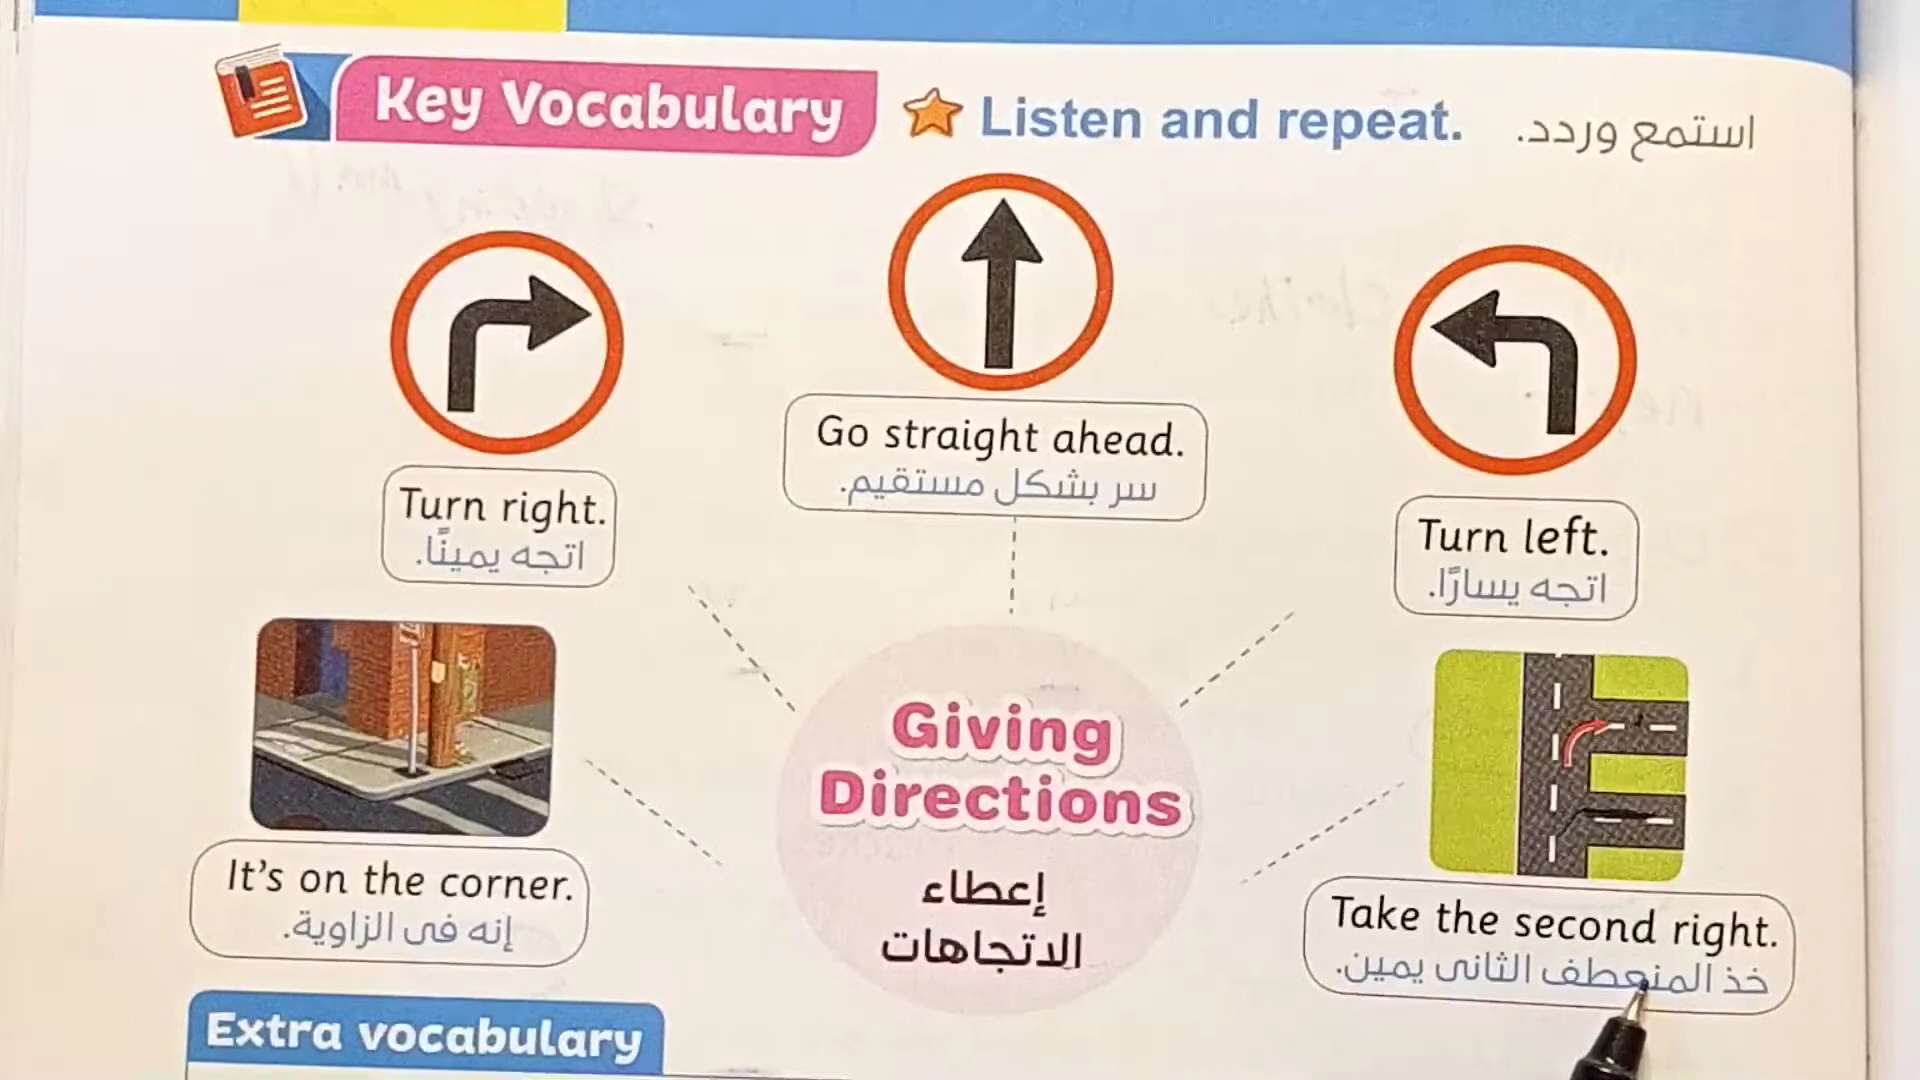 Key Vocabulary
Listen and repeat.
استمع وردد.
Go straight ahead.
سر بشكل مستقيم.
Turn right.
اتجه يمينًا.
Turn left.
اتجه يسارًا.
Giving
Directions
إعطاء
الاتجاهات
It's on the corner.
إنه فى الزاوية.
Take the second right.
خذ المنعطف الثانى يمين.
Extra vocabulary